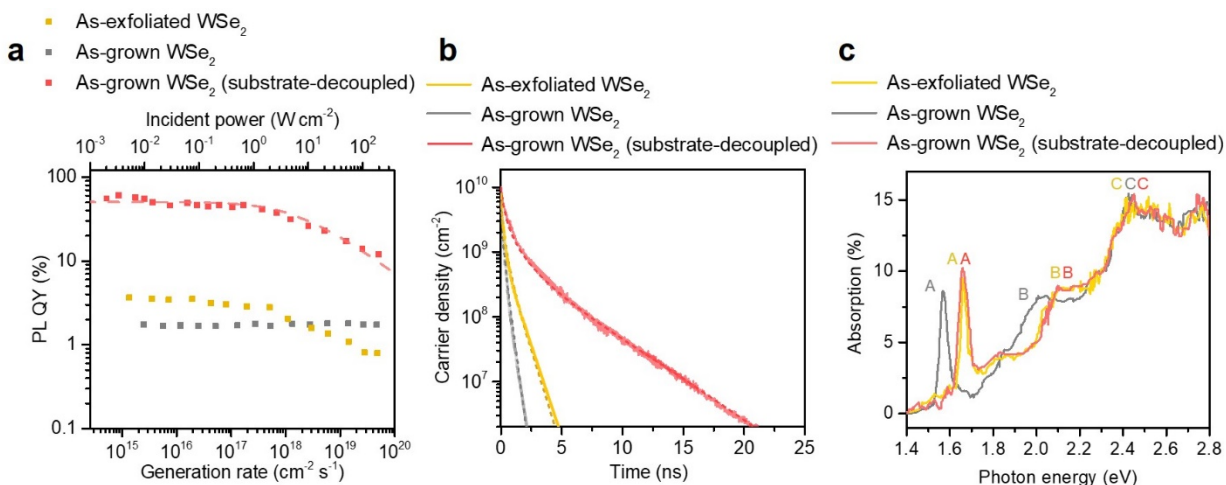 a
As-exfoliated WSe₂
As-grown WSe₂
As-grown WSe₂ (substrate-decoupled)
Incident power (W cm⁻²)
10⁻³ 10⁻² 10⁻¹ 10⁰ 10¹ 10²
PL QY (%)
100
10
1
0.1
10¹⁵ 10¹⁶ 10¹⁷ 10¹⁸ 10¹⁹ 10²⁰
Generation rate (cm⁻² s⁻¹)
b
As-exfoliated WSe₂
As-grown WSe₂
As-grown WSe₂ (substrate-decoupled)
Carrier density (cm⁻²)
10¹⁰
10⁹
10⁸
10⁷
0 5 10 15 20 25
Time (ns)
c
As-exfoliated WSe₂
As-grown WSe₂
As-grown WSe₂ (substrate-decoupled)
Absorption (%)
15
10
5
0
C C C
A A
B B
A
B
1.4 1.6 1.8 2.0 2.2 2.4 2.6 2.8
Photon energy (eV)